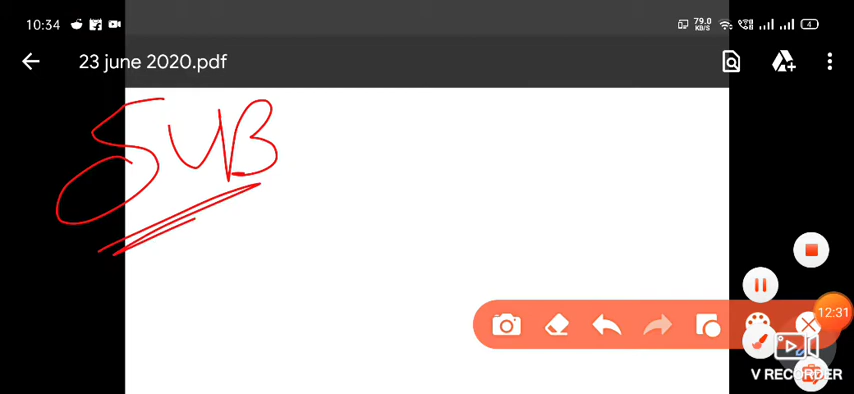 10:34 79.0 KB/S 4
23 june 2020.pdf
SUB
12:31
V RECORDER